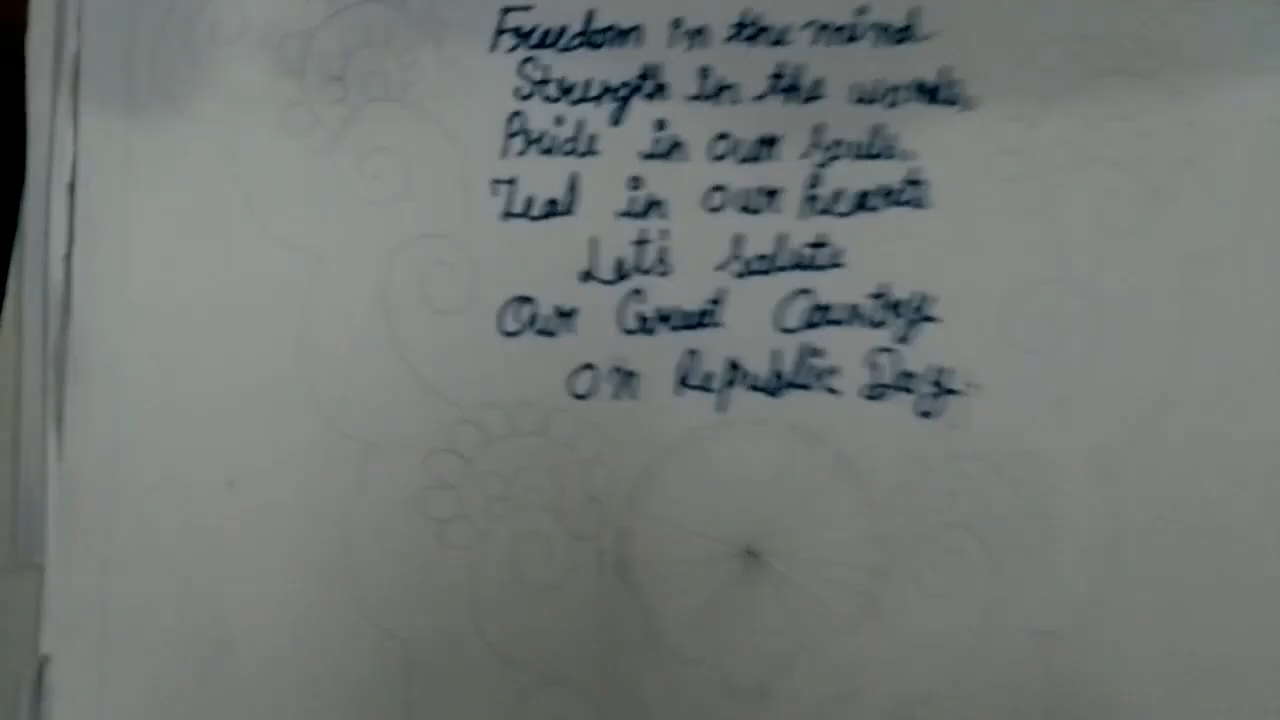 Freedom in the mind
Strength in the words,
Pride in our souls.
Zeal in our hearts
Let's Salute
Our Great Country
on Republic Day.